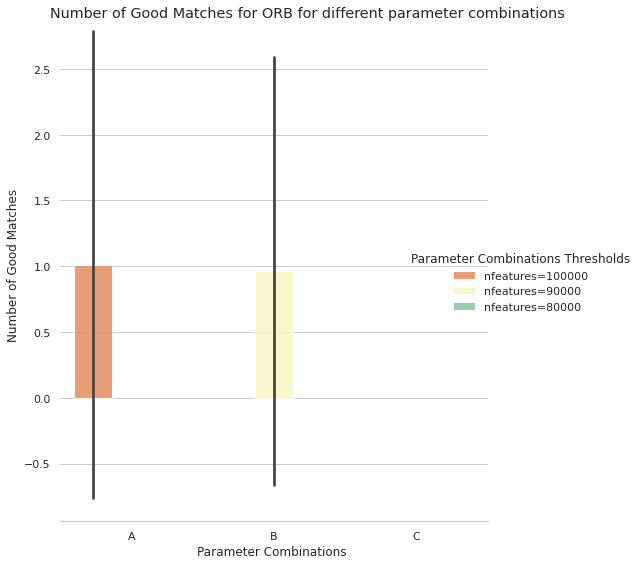 Number of Good Matches for ORB for different parameter combinations
2.5
2.0
1.5
1.0
0.5
0.0
−0.5
Number of Good Matches
A
B
C
Parameter Combinations
Parameter Combinations Thresholds
nfeatures=100000
nfeatures=90000
nfeatures=80000